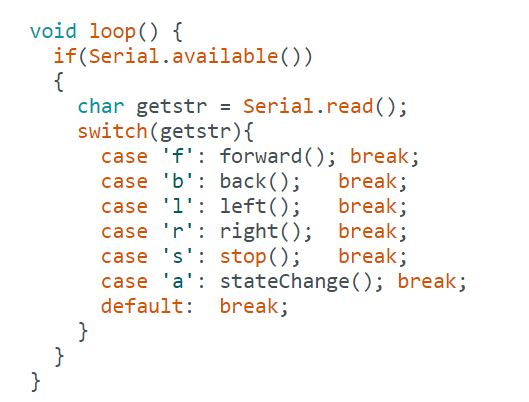 void loop() {
  if(Serial.available())
  {
    char getstr = Serial.read();
    switch(getstr){
      case 'f': forward(); break;
      case 'b': back();   break;
      case 'l': left();   break;
      case 'r': right();  break;
      case 's': stop();   break;
      case 'a': stateChange(); break;
      default:  break;
    }
  }
}